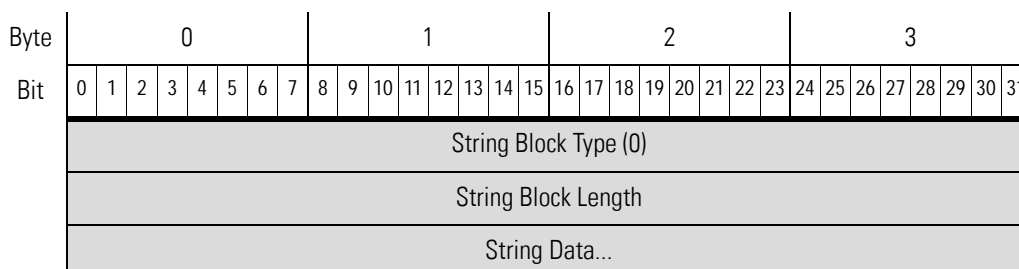 Byte 0 1 2 3
Bit 0 1 2 3 4 5 6 7 8 9 10 11 12 13 14 15 16 17 18 19 20 21 22 23 24 25 26 27 28 29 30 31
String Block Type (0)
String Block Length
String Data...